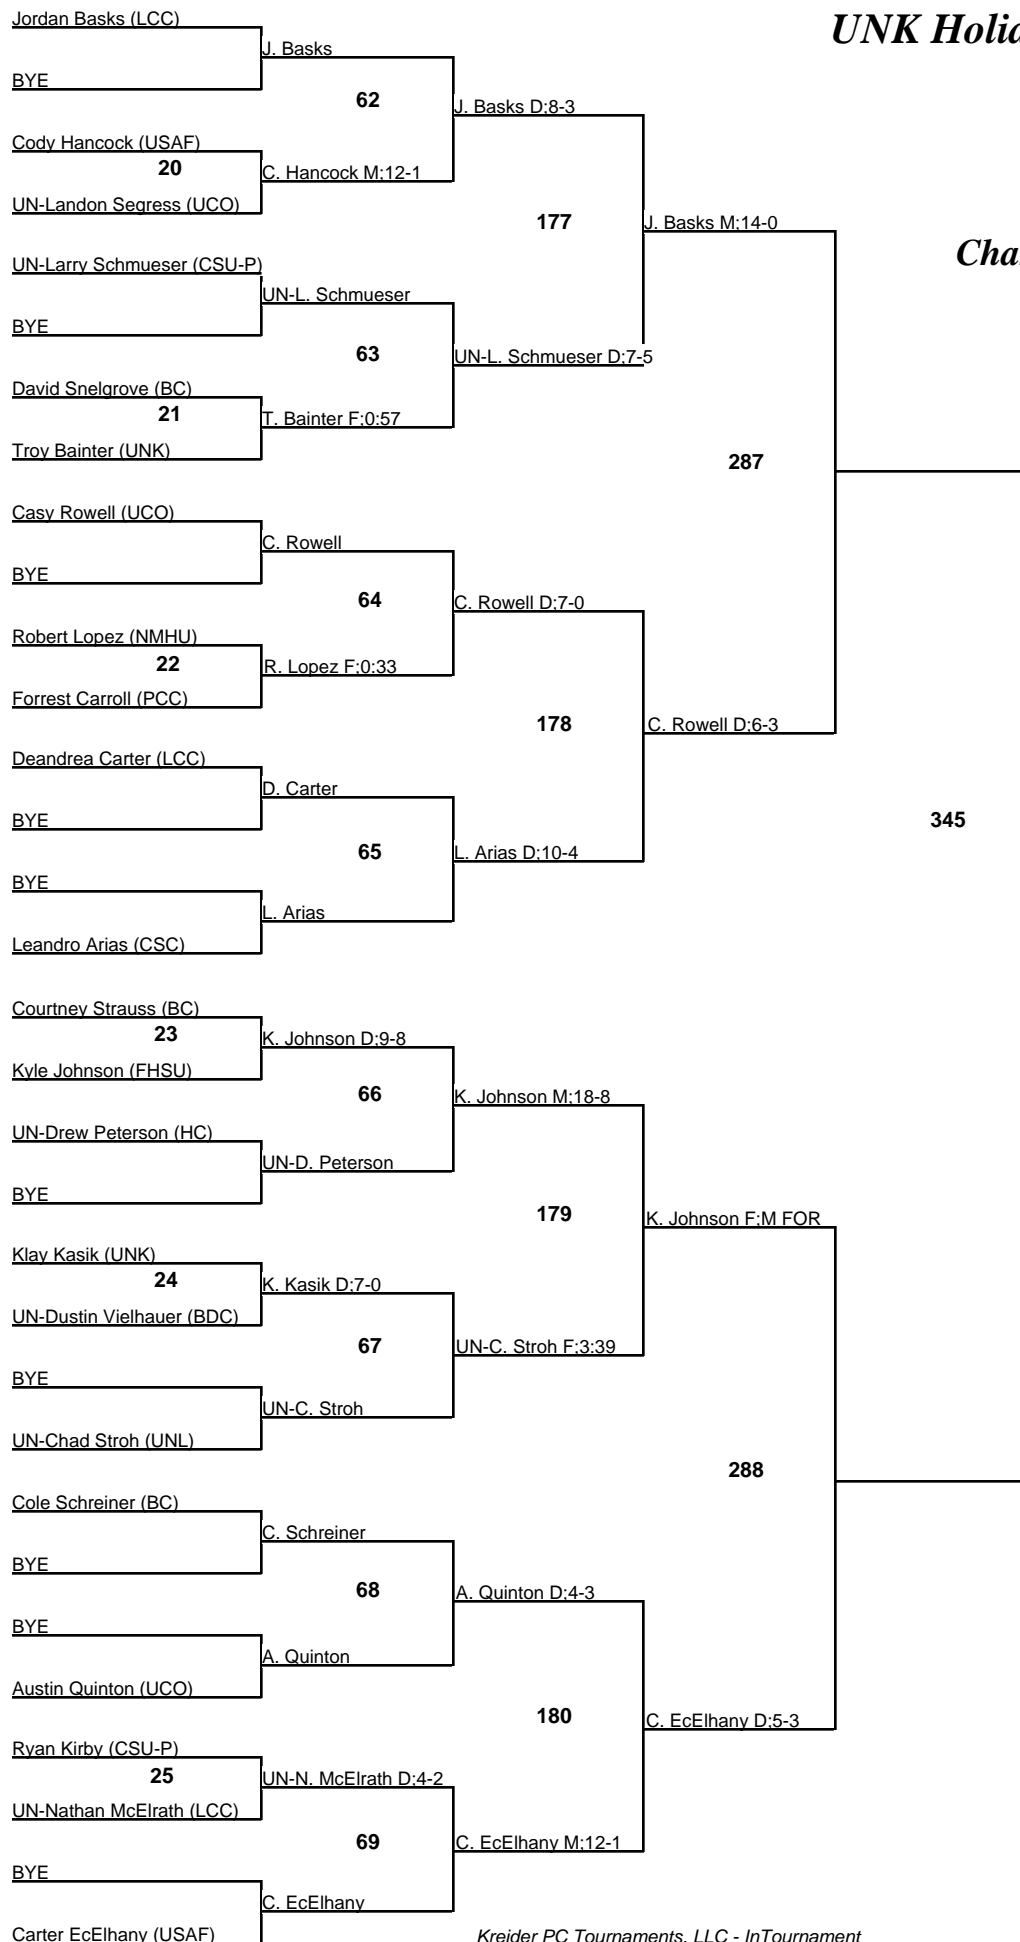 Jordan Basks (LCC)
UNK Holid
J. Basks
BYE
62
J. Basks D;8-3
Cody Hancock (USAF)
20
C. Hancock M;12-1
UN-Landon Segress (UCO)
177
J. Basks M;14-0
UN-Larry Schmueser (CSU-P)
Cha
UN-L. Schmueser
BYE
63
UN-L. Schmueser D;7-5
David Snelgrove (BC)
21
T. Bainter F;0:57
Troy Bainter (UNK)
287
Casy Rowell (UCO)
C. Rowell
BYE
64
C. Rowell D;7-0
Robert Lopez (NMHU)
22
R. Lopez F;0:33
Forrest Carroll (PCC)
178
C. Rowell D;6-3
Deandrea Carter (LCC)
D. Carter
BYE
345
65
L. Arias D;10-4
BYE
L. Arias
Leandro Arias (CSC)
Courtney Strauss (BC)
23
K. Johnson D;9-8
Kyle Johnson (FHSU)
66
K. Johnson M;18-8
UN-Drew Peterson (HC)
UN-D. Peterson
BYE
179
K. Johnson F;M FOR
Klay Kasik (UNK)
24
K. Kasik D;7-0
UN-Dustin Vielhauer (BDC)
67
UN-C. Stroh F;3:39
BYE
UN-C. Stroh
UN-Chad Stroh (UNL)
288
Cole Schreiner (BC)
C. Schreiner
BYE
68
A. Quinton D;4-3
BYE
A. Quinton
Austin Quinton (UCO)
180
C. EcElhany D;5-3
Ryan Kirby (CSU-P)
25
UN-N. McElrath D;4-2
UN-Nathan McElrath (LCC)
69
C. EcElhany M;12-1
BYE
C. EcElhany
Carter EcElhany (USAF)
Kreider PC Tournaments, LLC - InTournament